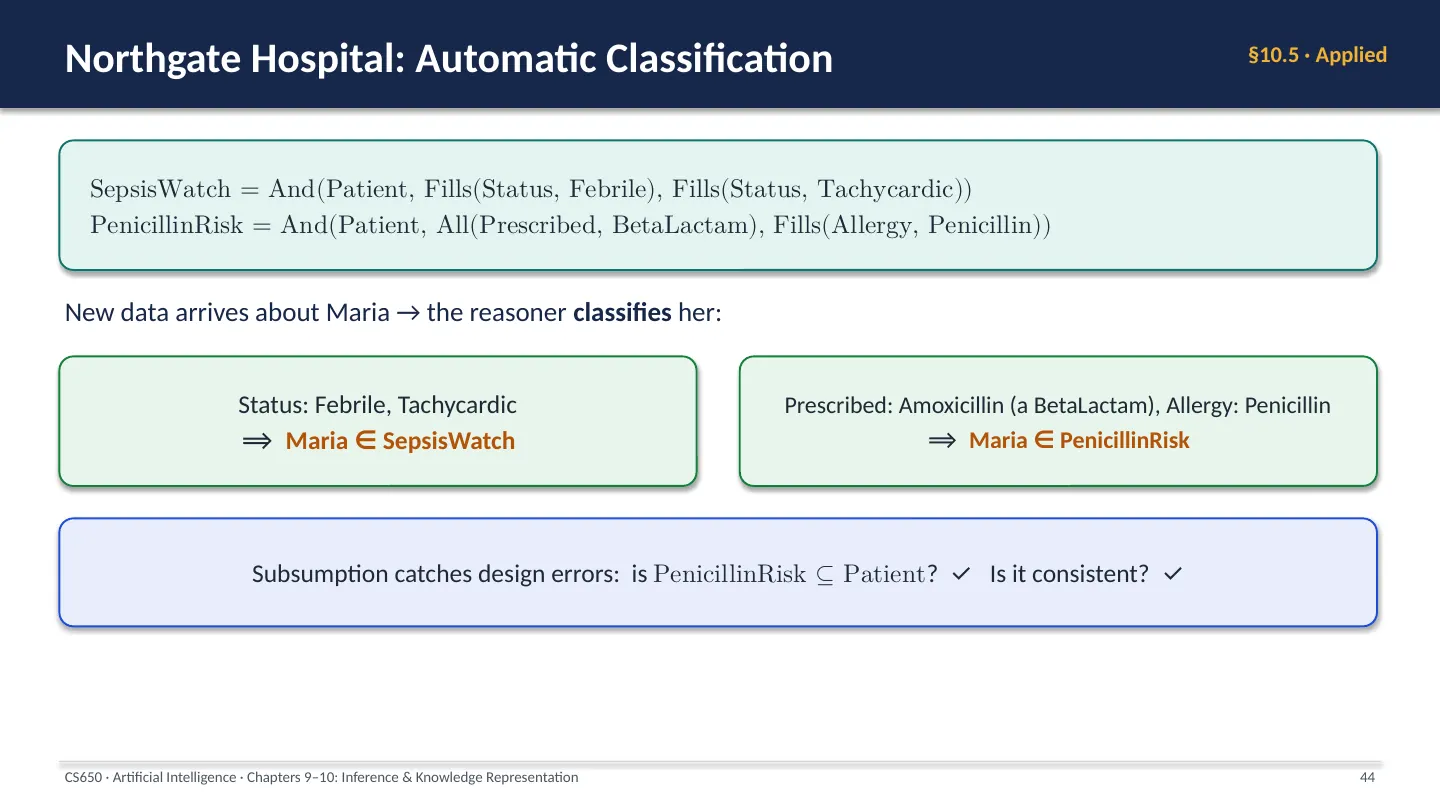 Northgate Hospital: Automatic Classification
§10.5 · Applied
SepsisWatch = And(Patient, Fills(Status, Febrile), Fills(Status, Tachycardic))
PenicillinRisk = And(Patient, All(Prescribed, BetaLactam), Fills(Allergy, Penicillin))
New data arrives about Maria → the reasoner classifies her:
Status: Febrile, Tachycardic
⟹ Maria ∈ SepsisWatch
Prescribed: Amoxicillin (a BetaLactam), Allergy: Penicillin
⟹ Maria ∈ PenicillinRisk
Subsumption catches design errors: is PenicillinRisk ⊆ Patient? ✓ Is it consistent? ✓
CS650 · Artificial Intelligence · Chapters 9–10: Inference & Knowledge Representation
44